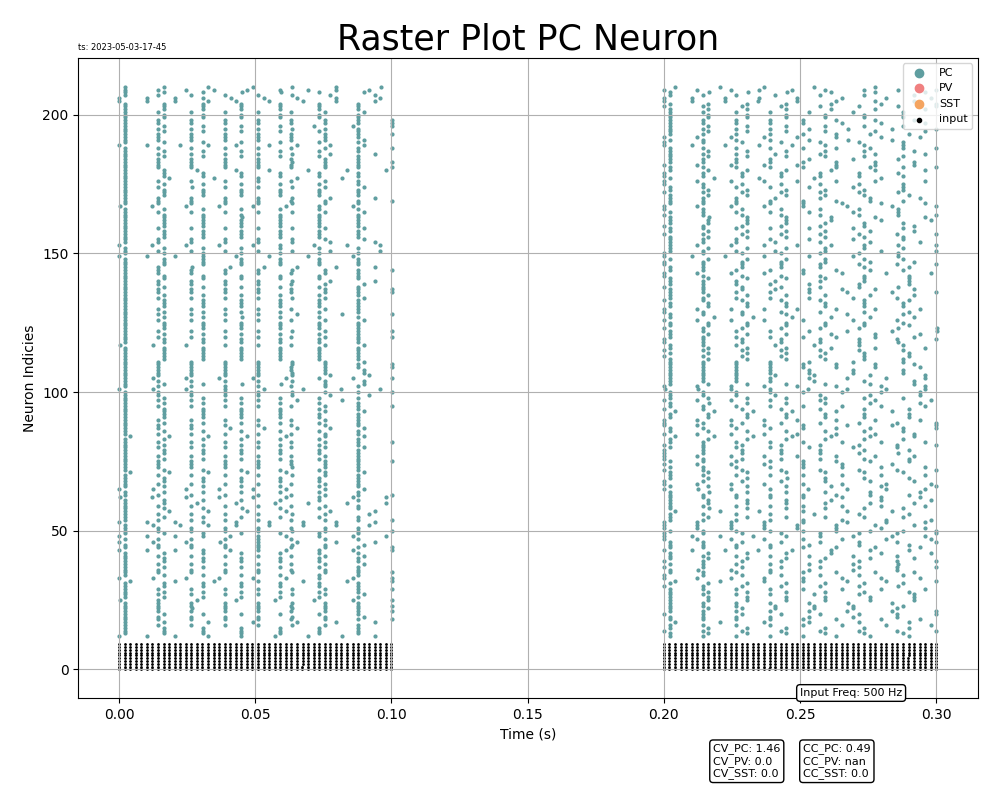 Raster Plot PC Neuron
ts: 2023-05-03-17-45
PC
PV
SST
input
Neuron Indicies
200
150
100
50
0
0.00 0.05 0.10 0.15 0.20 0.25 0.30
Time (s)
Input Freq: 500 Hz
CV_PC: 1.46
CV_PV: 0.0
CV_SST: 0.0
CC_PC: 0.49
CC_PV: nan
CC_SST: 0.0